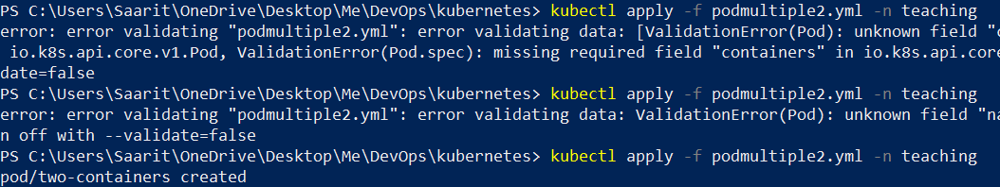 PS C:\Users\Saarit\OneDrive\Desktop\Me\DevOps\kubernetes> kubectl apply -f podmultiple2.yml -n teaching
error: error validating "podmultiple2.yml": error validating data: [ValidationError(Pod): unknown field "
io.k8s.api.core.v1.Pod, ValidationError(Pod.spec): missing required field "containers" in io.k8s.api.core
date=false
PS C:\Users\Saarit\OneDrive\Desktop\Me\DevOps\kubernetes> kubectl apply -f podmultiple2.yml -n teaching
error: error validating "podmultiple2.yml": error validating data: ValidationError(Pod): unknown field "na
n off with --validate=false
PS C:\Users\Saarit\OneDrive\Desktop\Me\DevOps\kubernetes> kubectl apply -f podmultiple2.yml -n teaching
pod/two-containers created